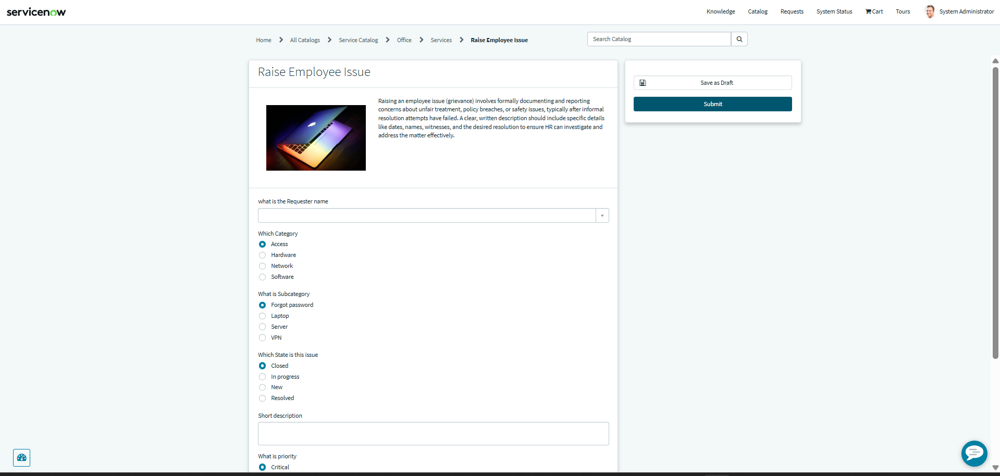 servicenow
Knowledge Catalog Requests System Status Cart Tours System Administrator
Home All Catalogs Service Catalog Office Services Raise Employee Issue
Search Catalog
Raise Employee Issue
Raising an employee issue (grievance) involves formally documenting and reporting
concerns about unfair treatment, policy breaches, or safety issues, typically after informal
resolution attempts have failed. A clear, written description should include specific details
like dates, names, witnesses, and the desired resolution to ensure HR can investigate and
address the matter effectively.
Save as Draft
Submit
what is the Requester name
Which Category
Access
Hardware
Network
Software
What is Subcategory
Forgot password
Laptop
Server
VPN
Which State is this issue
Closed
In progress
New
Resolved
Short description
What is priority
Critical